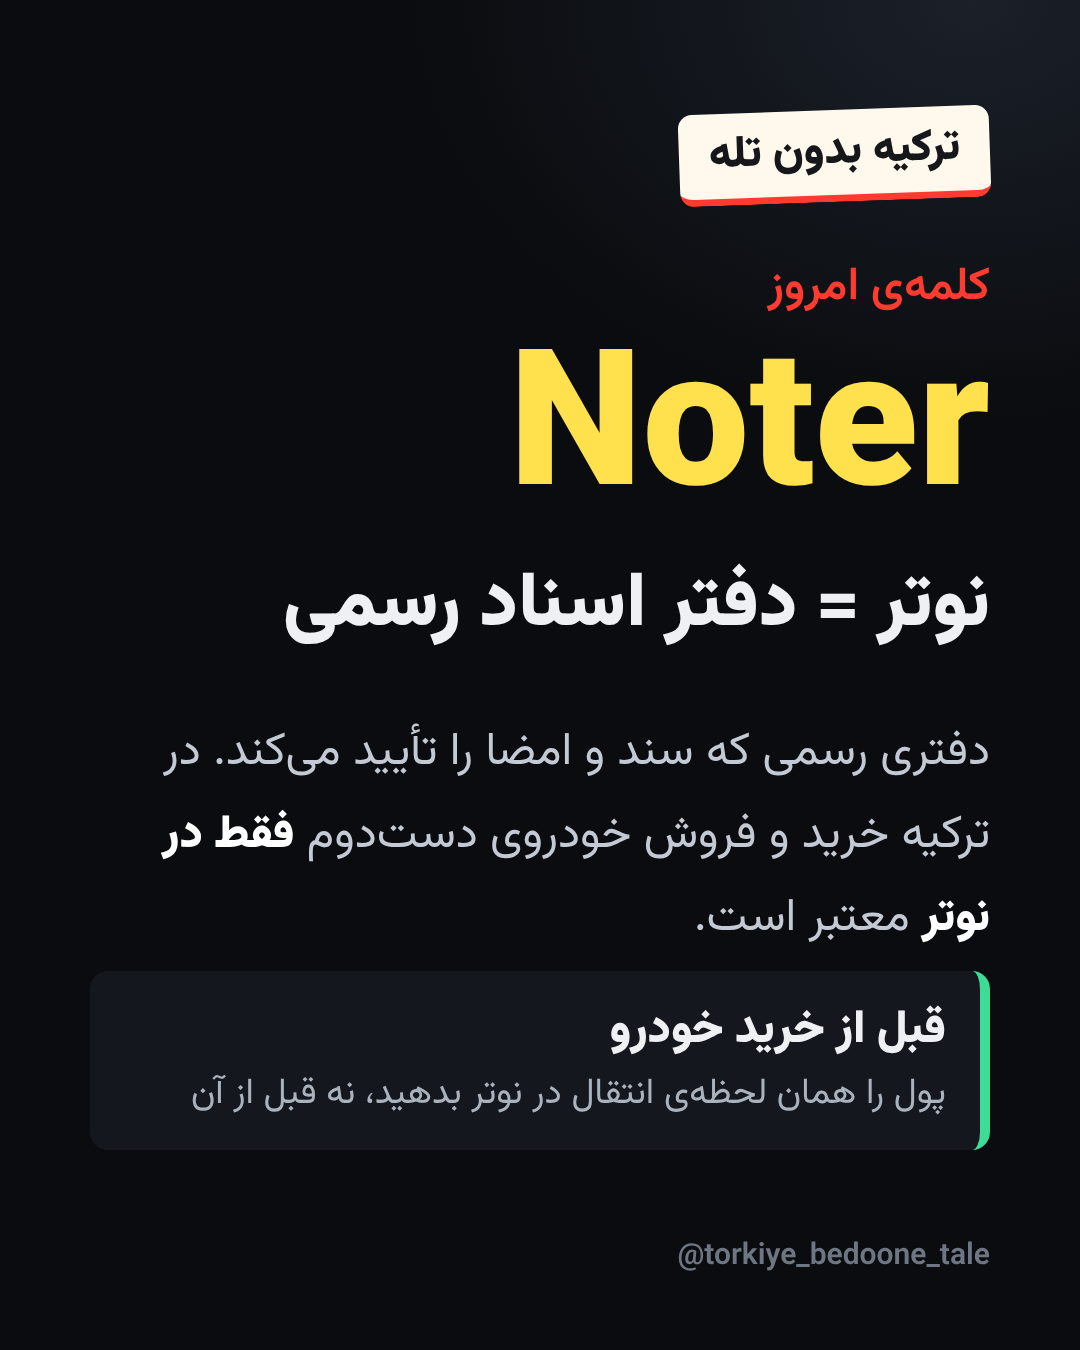 ترکیه بدون تله
کلمه‌ی امروز
Noter
نوتر = دفتر اسناد رسمی
دفتری رسمی که سند و امضا را تأیید می‌کند. در
ترکیه خرید و فروش خودروی دست‌دوم فقط در
نوتر معتبر است.
قبل از خرید خودرو
پول را همان لحظه‌ی انتقال در نوتر بدهید، نه قبل از آن
@torkiye_bedoone_tale